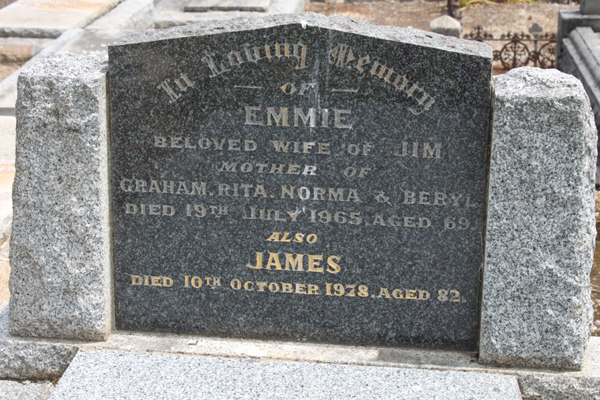 In Loving Memory
— OF —
EMMIE
BELOVED WIFE OF JIM
MOTHER OF
GRAHAM, RITA, NORMA & BERYL
DIED 19TH JULY 1965, AGED 69.
ALSO
JAMES
DIED 10TH OCTOBER 1978, AGED 82.